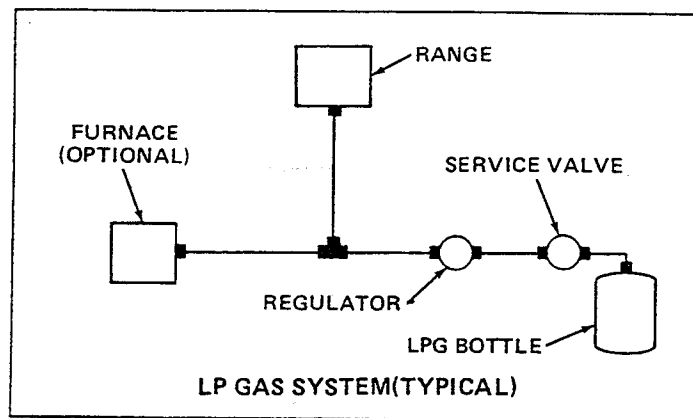 RANGE
FURNACE
(OPTIONAL)
SERVICE VALVE
REGULATOR
LPG BOTTLE
LP GAS SYSTEM(TYPICAL)